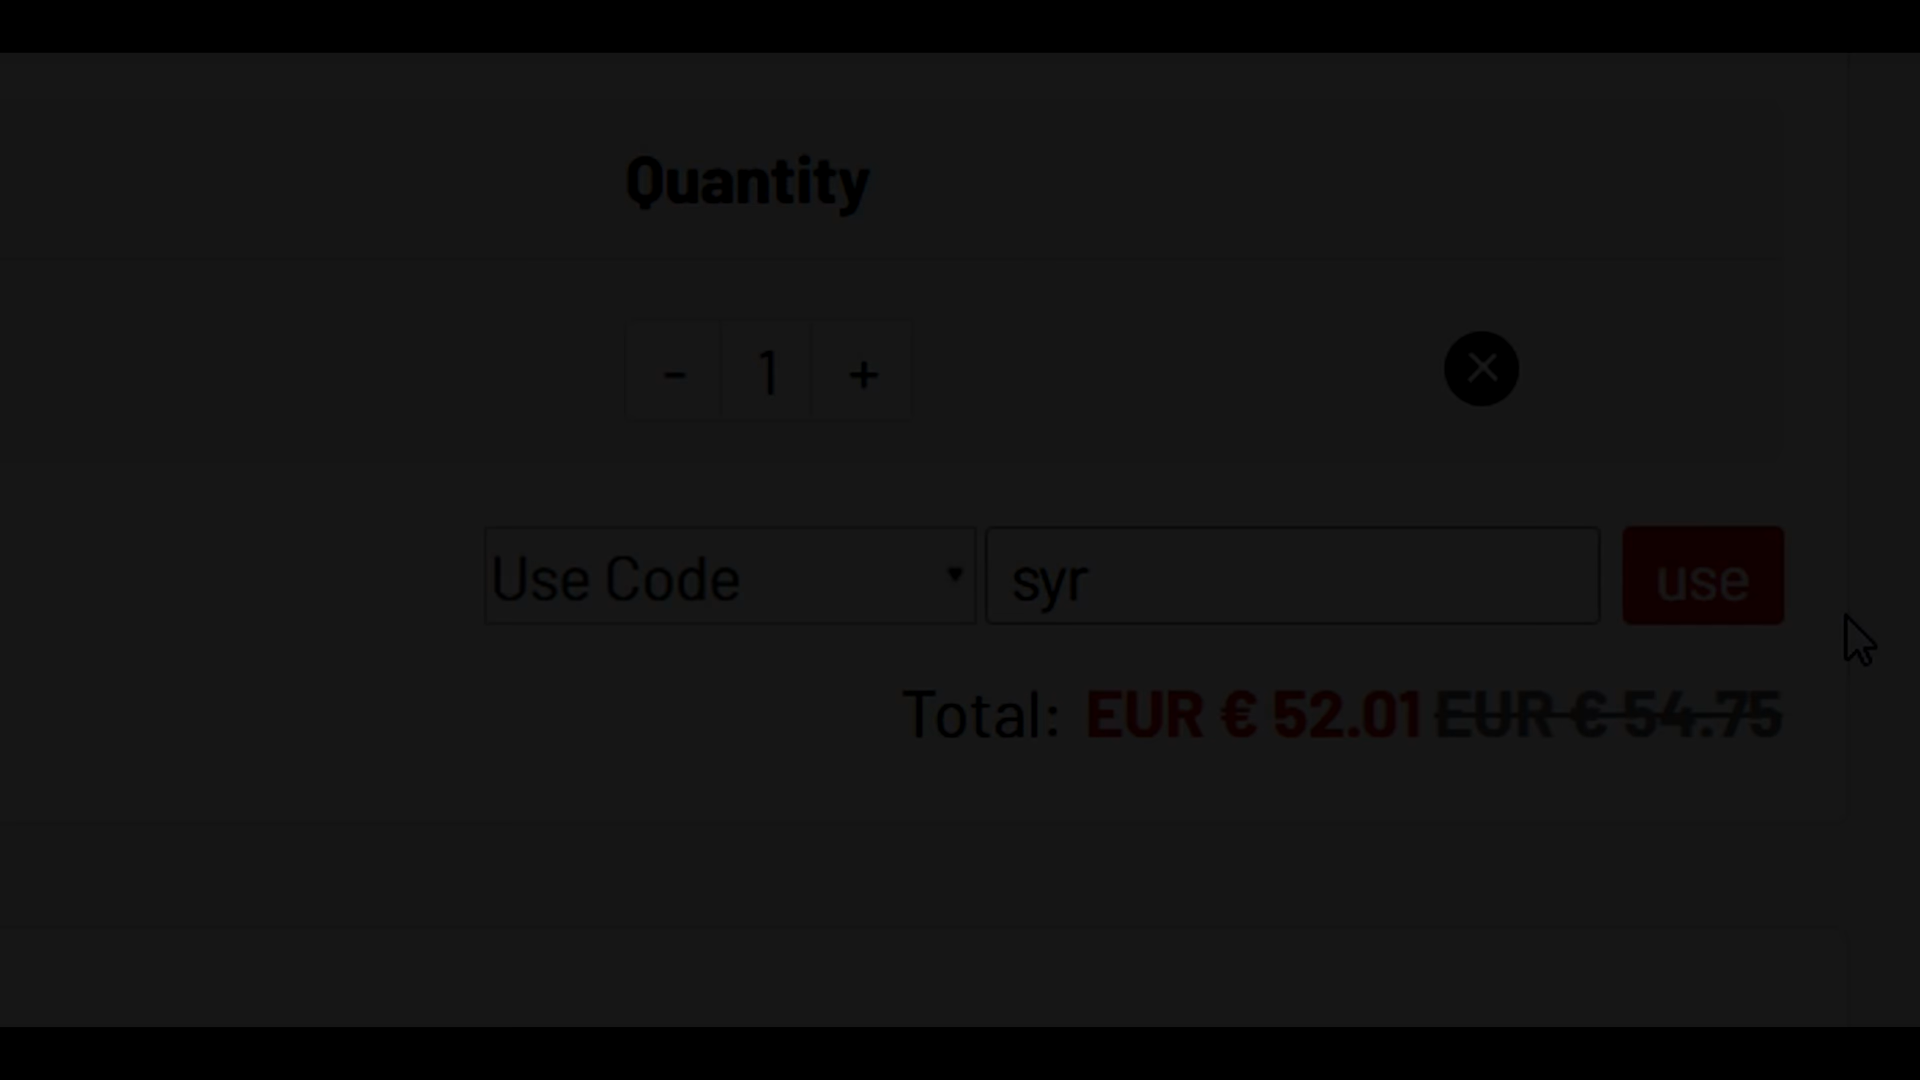 Quantity
- 1 +
Use Code syr use
Total: EUR € 52.01 EUR € 54.75